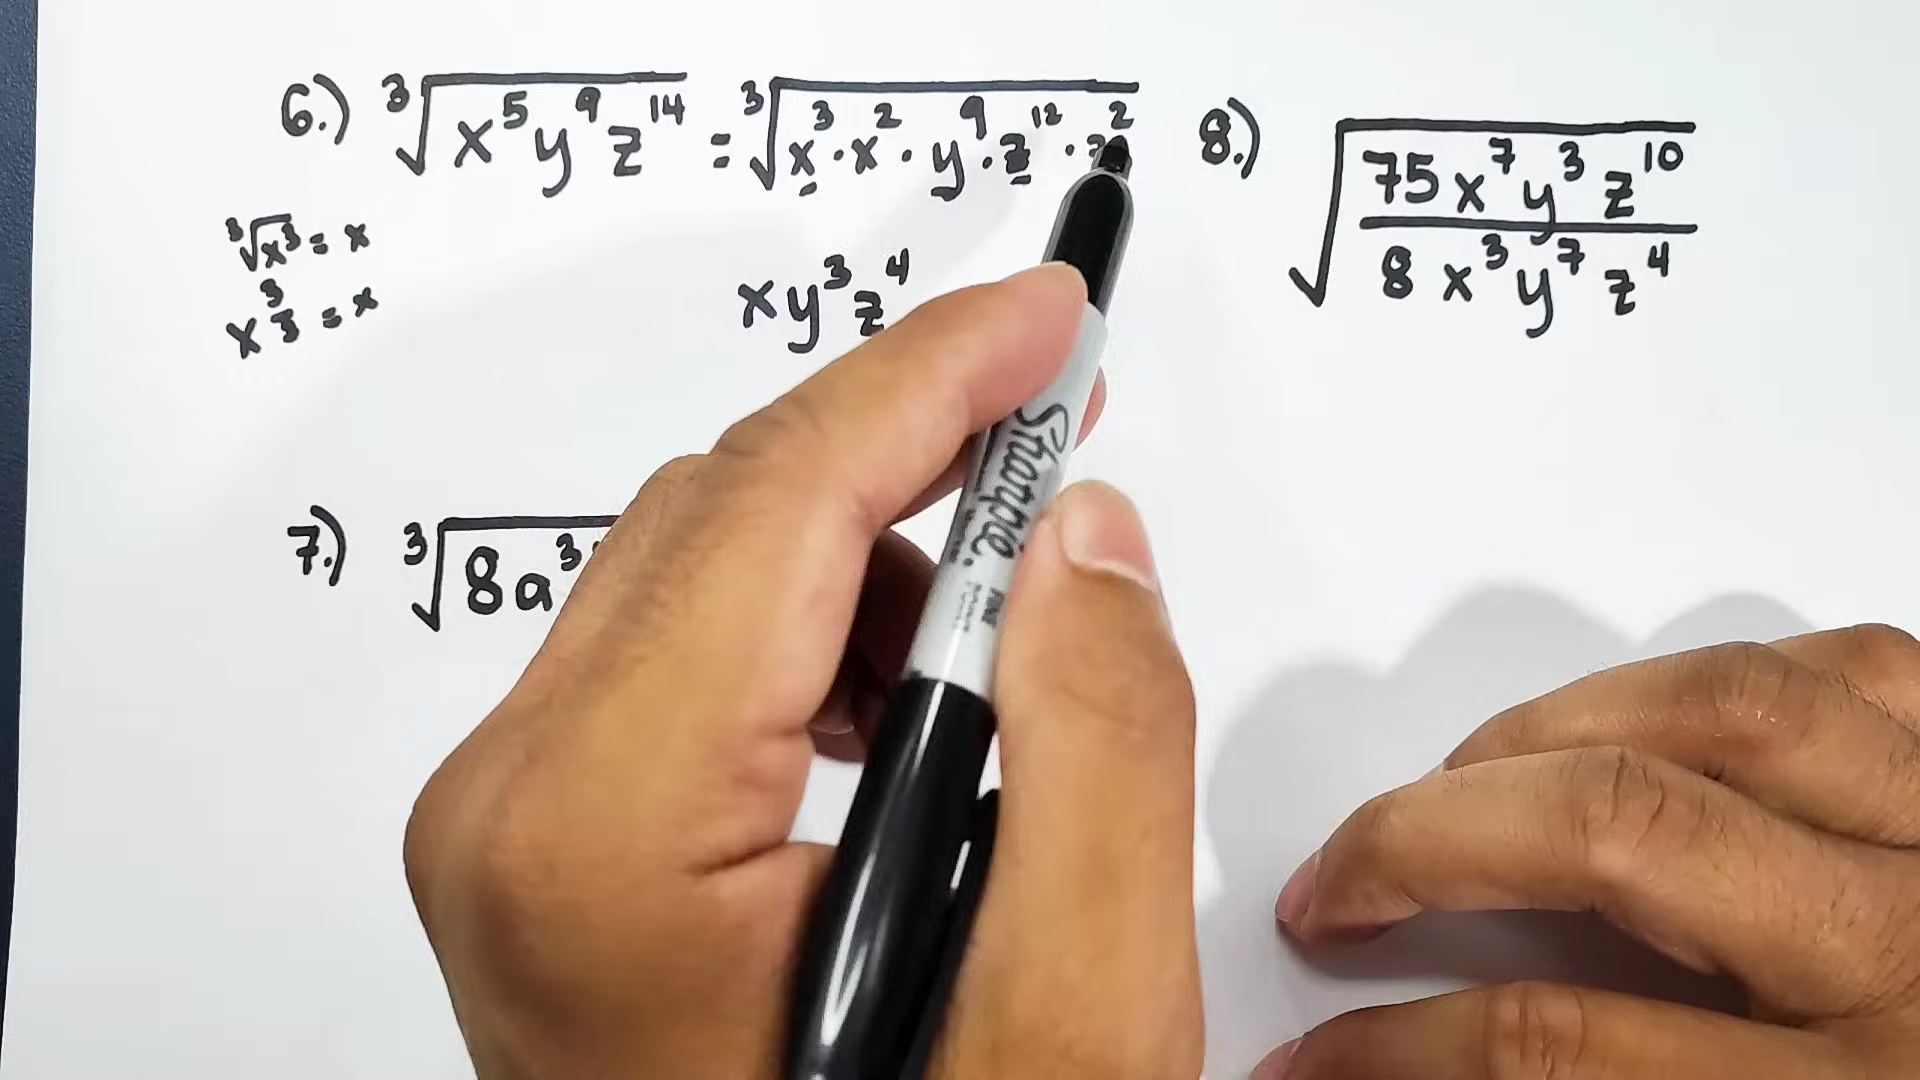 6.) ∛(x⁵y⁹z¹⁴) = ∛(x³·x²·y⁹·z¹²·z²)
∛x³ = x
x^(3/3) = x
xy³z⁴
7.) ∛(8a³
8.) √(75x⁷y³z¹⁰ / 8x³y⁷z⁴)
Sharpie.